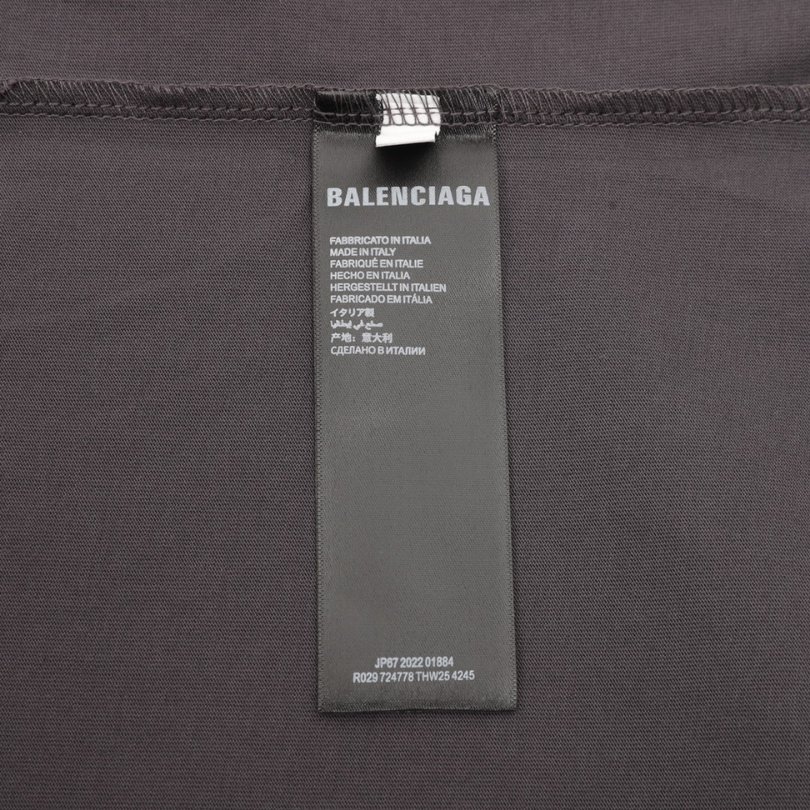 BALENCIAGA
FABBRICATO IN ITALIA
MADE IN ITALY
FABRIQUÉ EN ITALIE
HECHO EN ITALIA
HERGESTELLT IN ITALIEN
FABRICADO EM ITÁLIA
イタリア製
صنع في إيطاليا
产地：意大利
СДЕЛАНО В ИТАЛИИ
JP67 2022 01884
R029 724778 THW25 4245